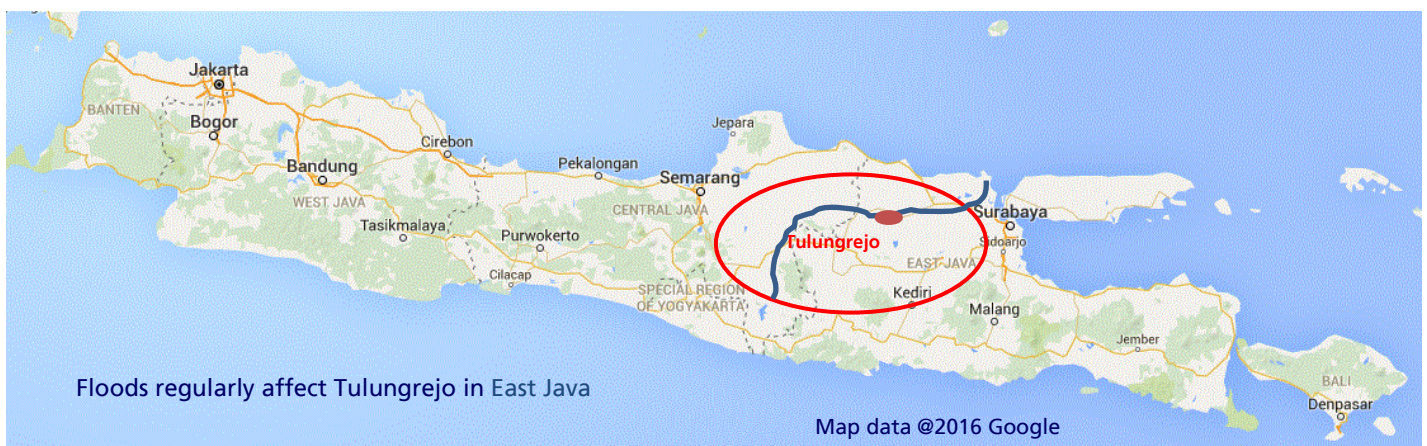 Jakarta
BANTEN
Bogor
Jepara
Cirebon
Pekalongan
Bandung
Semarang
WEST JAVA
CENTRAL JAVA
Surabaya
Tasikmalaya
Purwokerto
Tulungrejo
Sidoarjo
EAST JAVA
Cilacap
SPECIAL REGION
OF YOGYAKARTA
Kediri
Malang
Jember
Floods regularly affect Tulungrejo in East Java
BALI
Denpasar
Map data @2016 Google